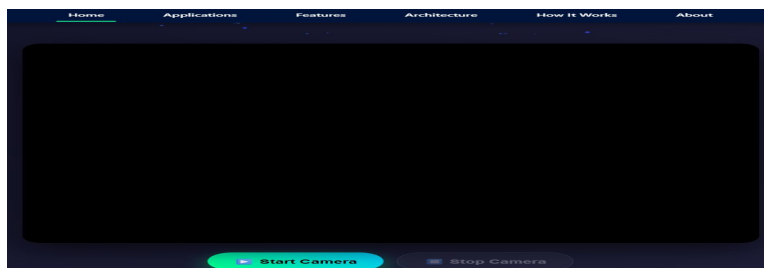 Home Applications Features Architecture How It Works About
Start Camera Stop Camera